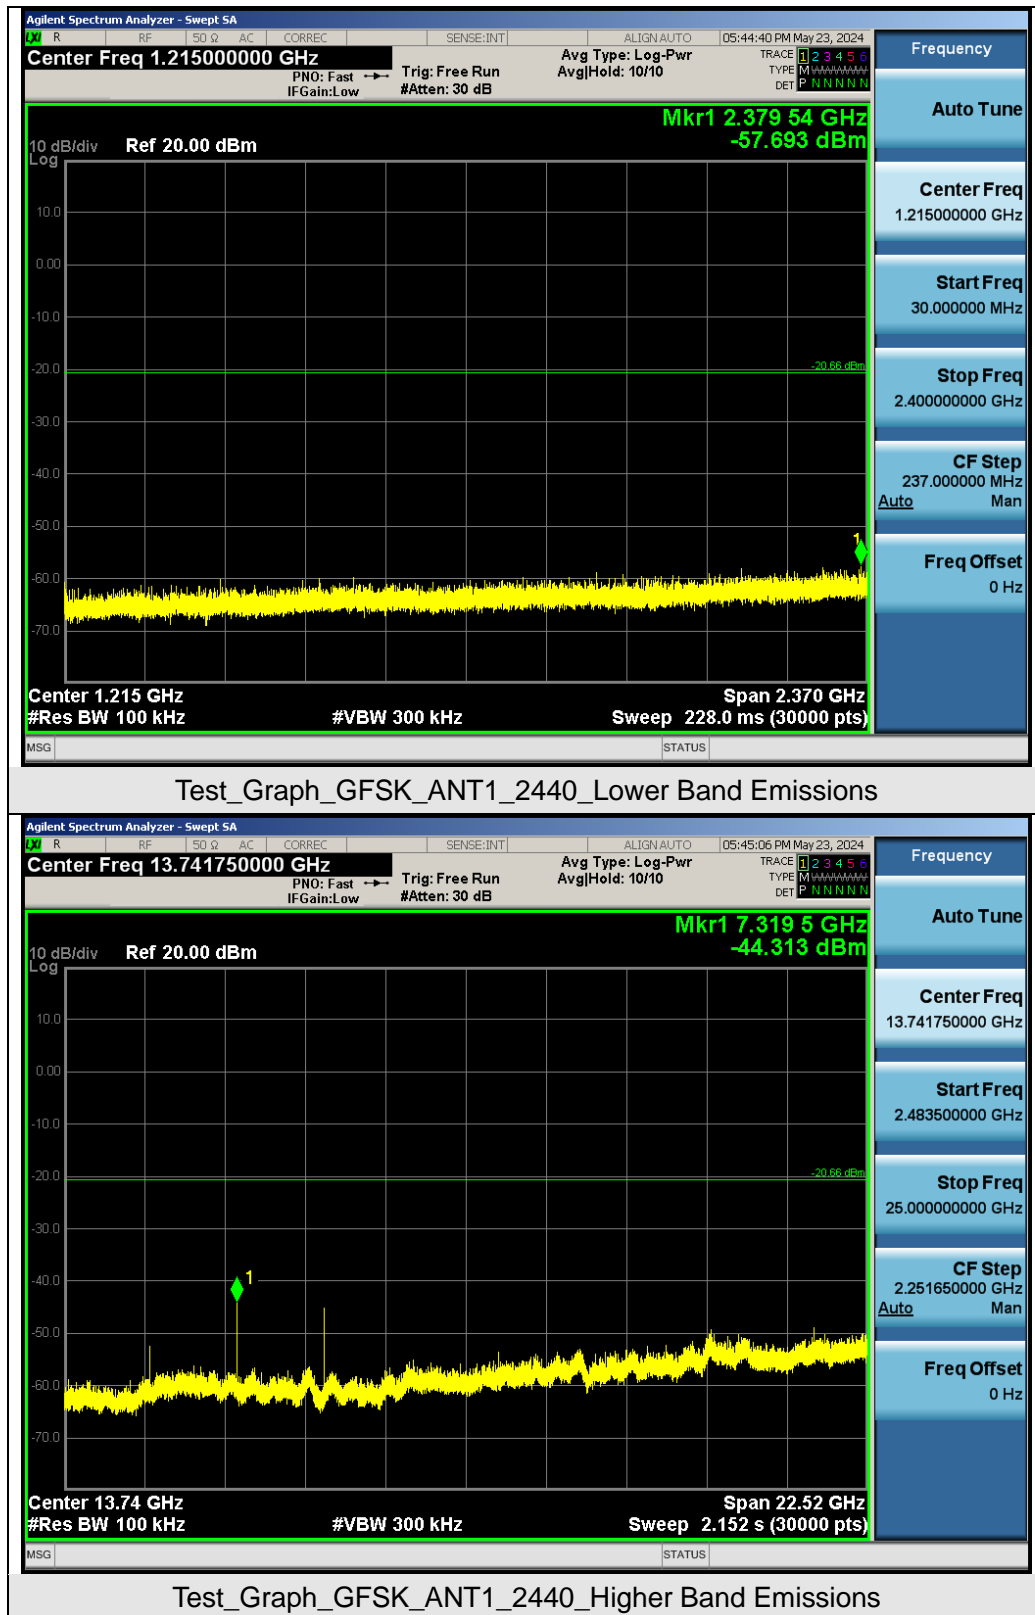 Agilent Spectrum Analyzer - Swept SA
LXI R RF 50 Ω AC CORREC SENSE:INT ALIGN AUTO 05:44:40 PM May 23, 2024
Center Freq 1.215000000 GHz
PNO: Fast
IFGain:Low
Trig: Free Run
#Atten: 30 dB
Avg Type: Log-Pwr
Avg|Hold: 10/10
TRACE 1 2 3 4 5 6
TYPE M
DET P N N N N N
Mkr1 2.379 54 GHz
-57.693 dBm
10 dB/div Ref 20.00 dBm
Log
10.0
0.00
-10.0
-20.0
-20.66 dBm
-30.0
-40.0
-50.0
1
-60.0
-70.0
Center 1.215 GHz Span 2.370 GHz
#Res BW 100 kHz #VBW 300 kHz Sweep 228.0 ms (30000 pts)
MSG STATUS
Frequency
Auto Tune
Center Freq
1.215000000 GHz
Start Freq
30.000000 MHz
Stop Freq
2.400000000 GHz
CF Step
237.000000 MHz
Auto Man
Freq Offset
0 Hz
Test_Graph_GFSK_ANT1_2440_Lower Band Emissions
Agilent Spectrum Analyzer - Swept SA
LXI R RF 50 Ω AC CORREC SENSE:INT ALIGN AUTO 05:45:06 PM May 23, 2024
Center Freq 13.741750000 GHz
PNO: Fast
IFGain:Low
Trig: Free Run
#Atten: 30 dB
Avg Type: Log-Pwr
Avg|Hold: 10/10
TRACE 1 2 3 4 5 6
TYPE M
DET P N N N N N
Mkr1 7.319 5 GHz
-44.313 dBm
10 dB/div Ref 20.00 dBm
Log
10.0
0.00
-10.0
-20.0
-20.66 dBm
-30.0
-40.0
1
-50.0
-60.0
-70.0
Center 13.74 GHz Span 22.52 GHz
#Res BW 100 kHz #VBW 300 kHz Sweep 2.152 s (30000 pts)
MSG STATUS
Frequency
Auto Tune
Center Freq
13.741750000 GHz
Start Freq
2.483500000 GHz
Stop Freq
25.000000000 GHz
CF Step
2.251650000 GHz
Auto Man
Freq Offset
0 Hz
Test_Graph_GFSK_ANT1_2440_Higher Band Emissions